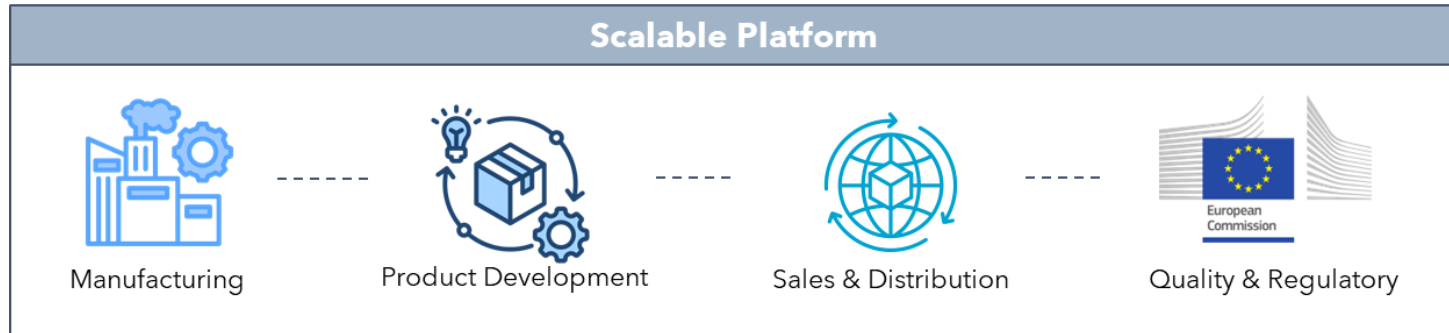 Scalable Platform
European
Commission
Manufacturing
Product Development
Sales & Distribution
Quality & Regulatory